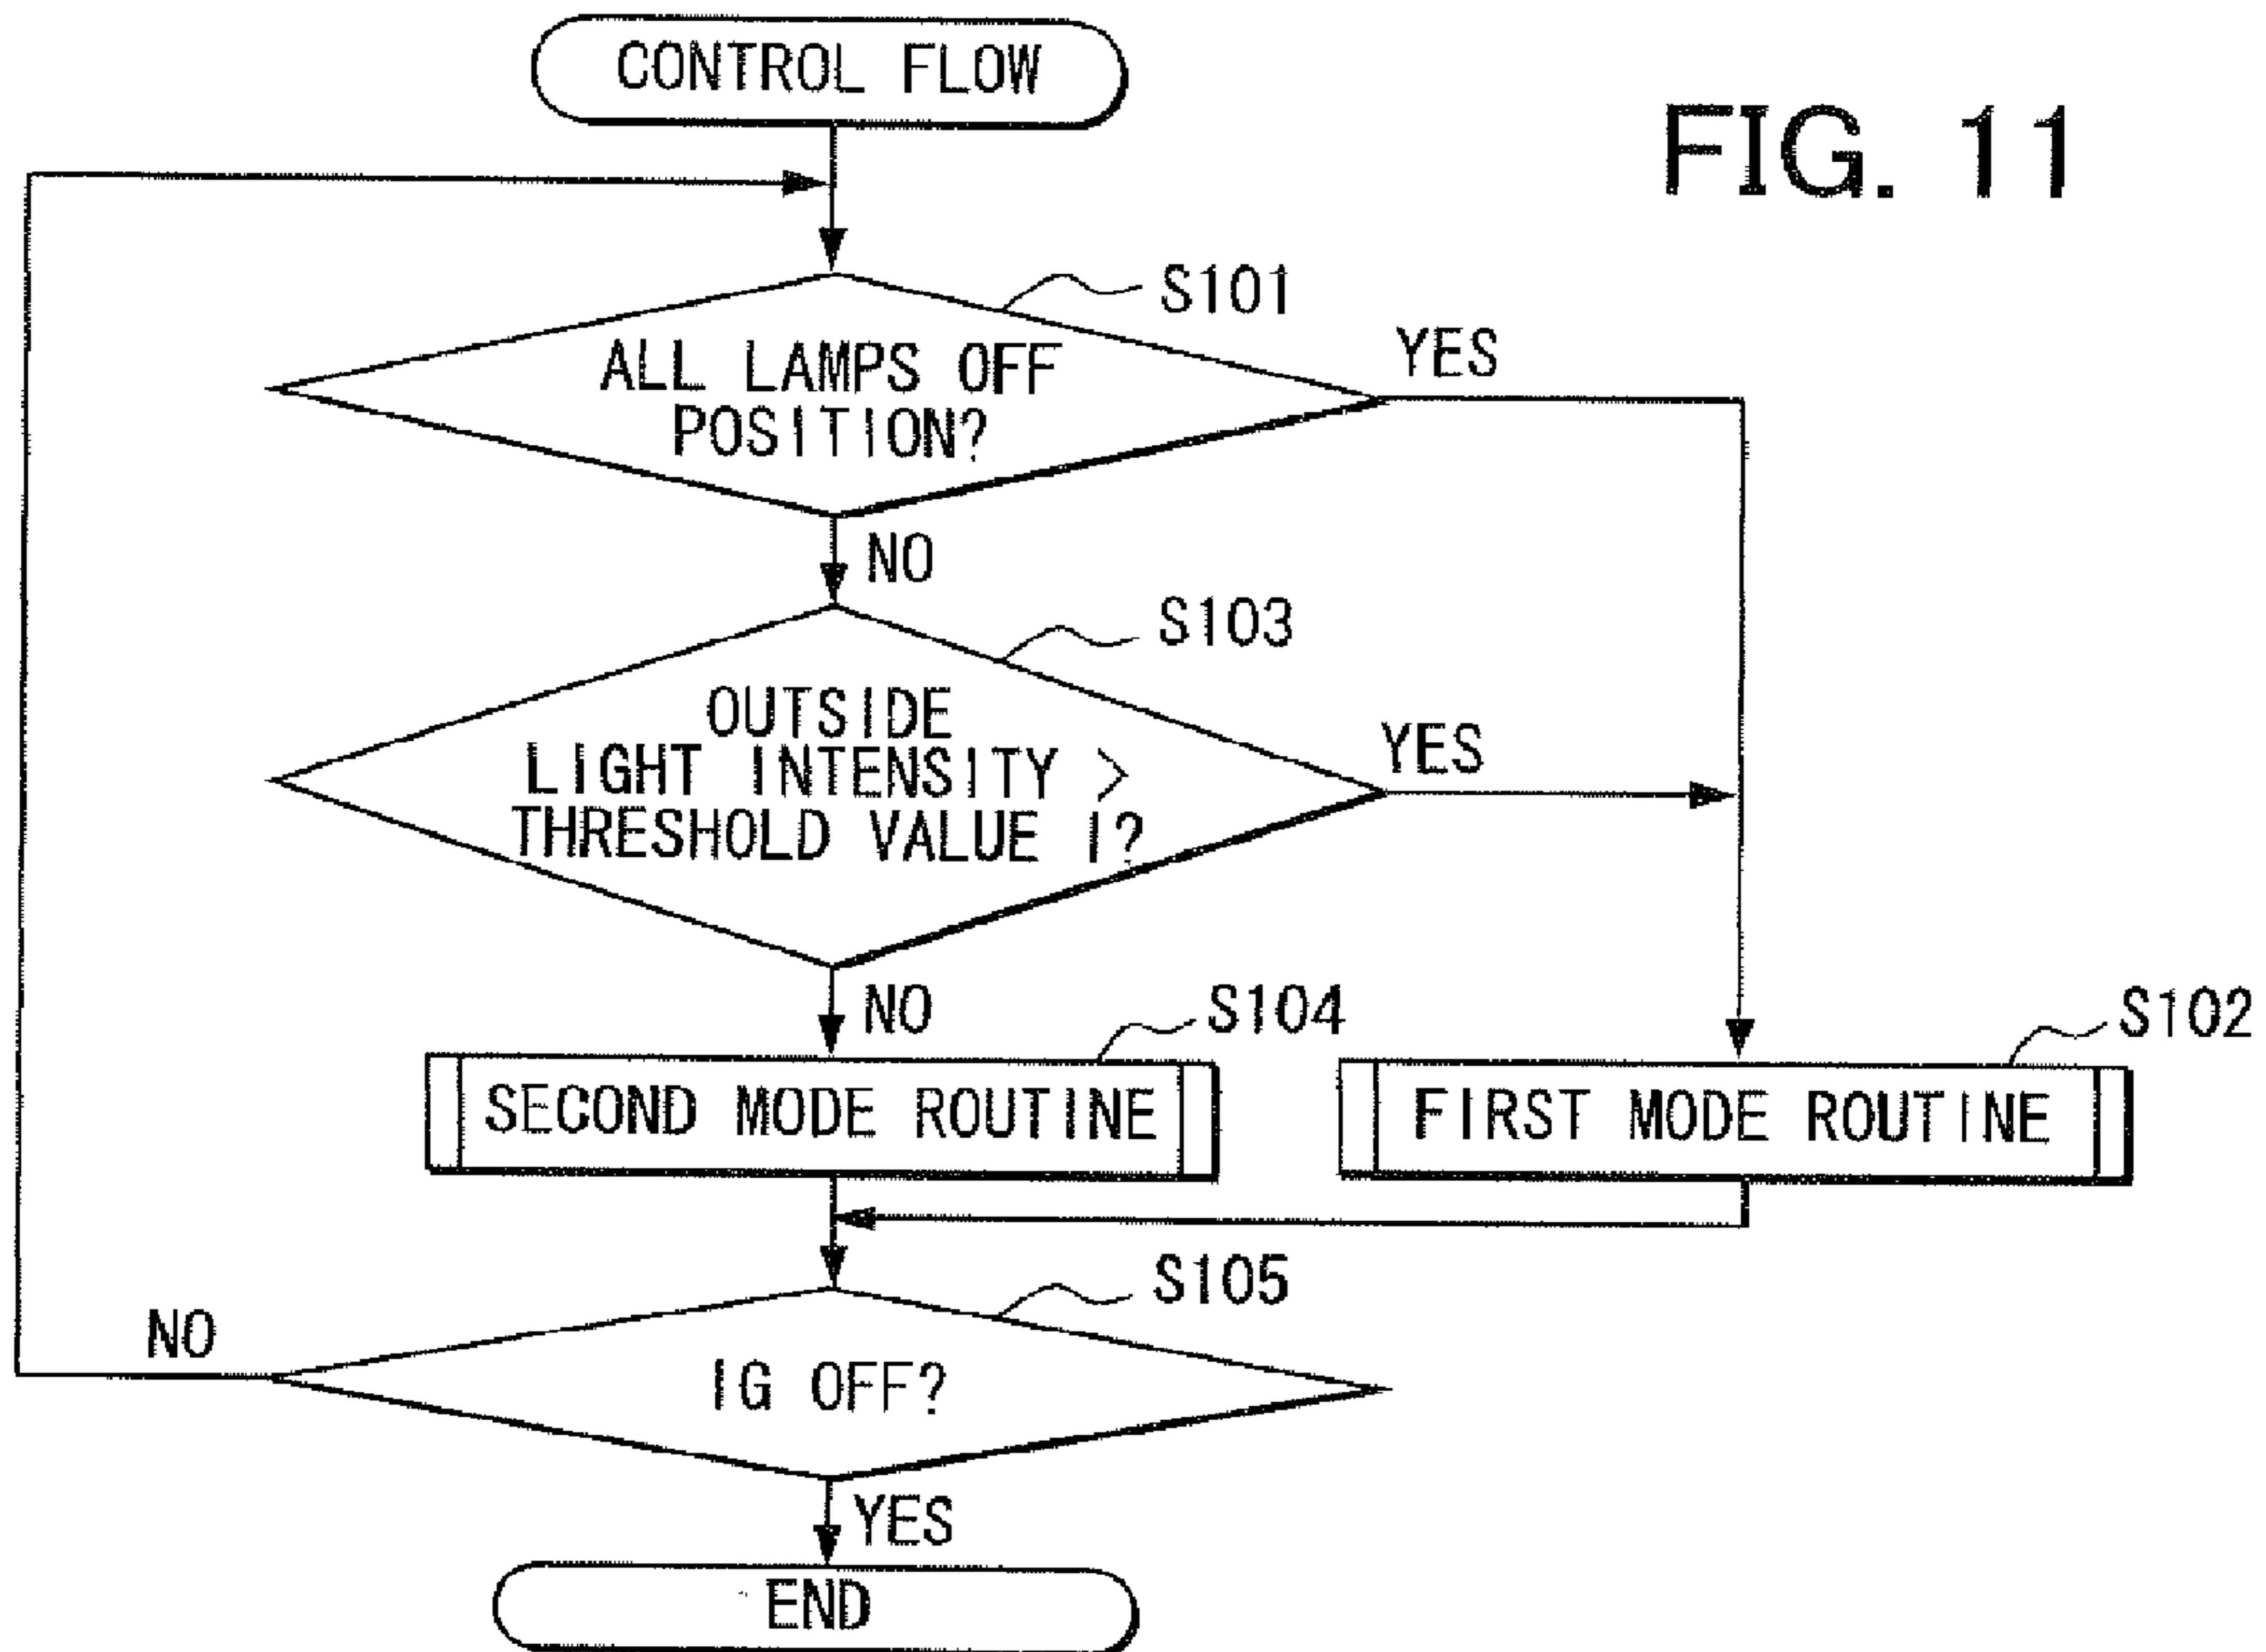 CONTROL FLOW
FIG. 11
S101
ALL LAMPS OFF
POSITION?
YES
NO
S103
OUTSIDE
LIGHT INTENSITY >
THRESHOLD VALUE I?
YES
NO
S104
SECOND MODE ROUTINE
S102
FIRST MODE ROUTINE
S105
IG OFF?
NO
YES
END